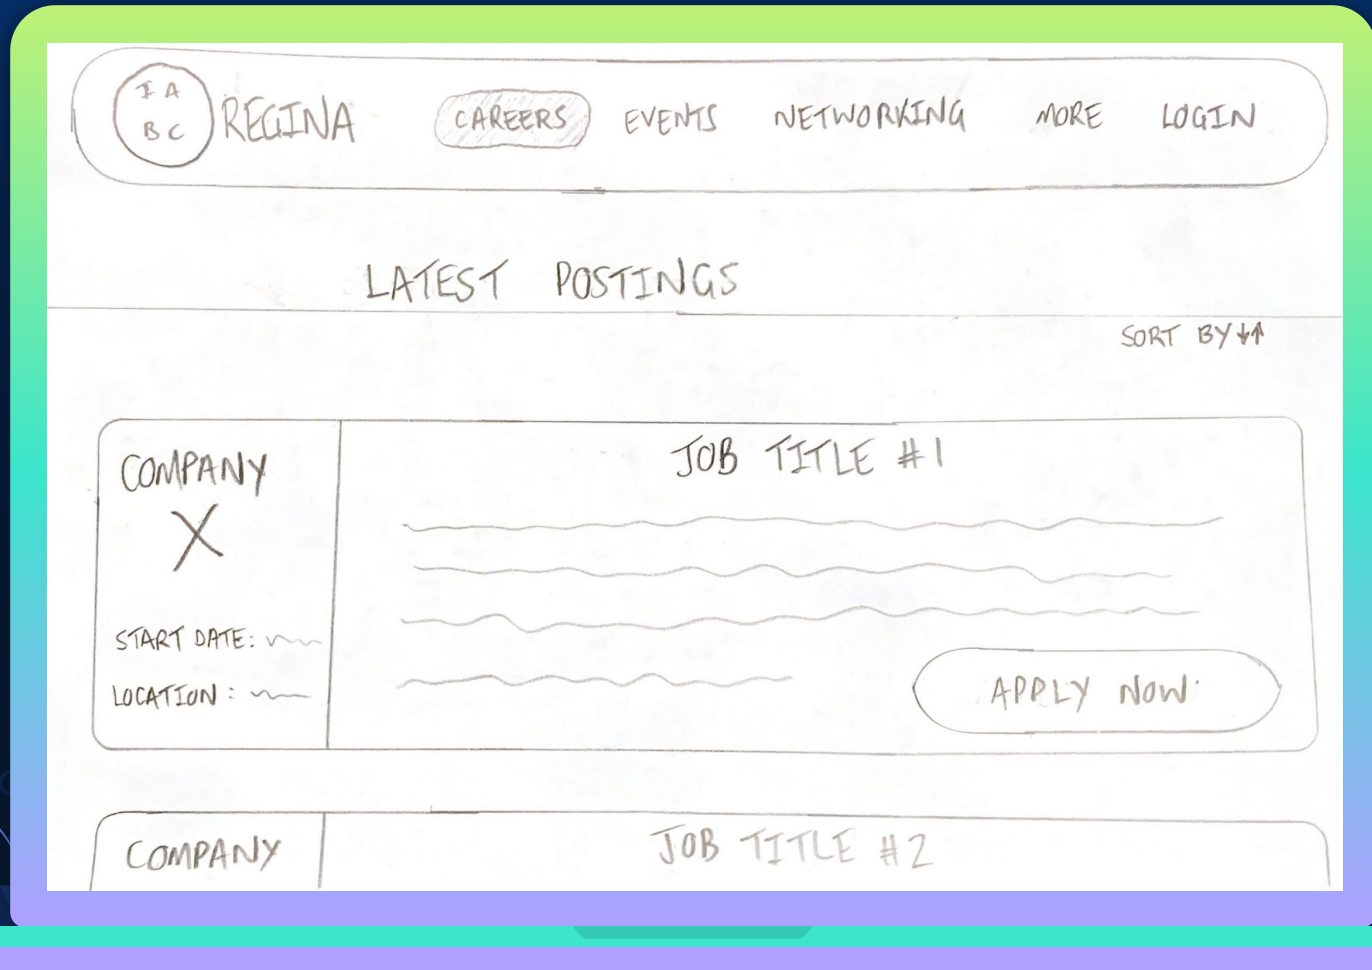 I A
B C
REGINA CAREERS EVENTS NETWORKING MORE LOGIN
LATEST POSTINGS
SORT BY ↓↑
COMPANY
X
START DATE:
LOCATION:
JOB TITLE #1
APPLY NOW
COMPANY
JOB TITLE #2